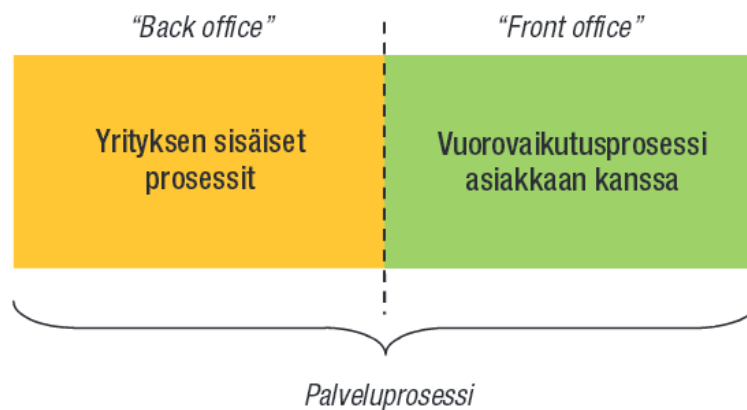 “Back office”
“Front office”
Yrityksen sisäiset
prosessit
Vuorovaikutusprosessi
asiakkaan kanssa
Palveluprosessi